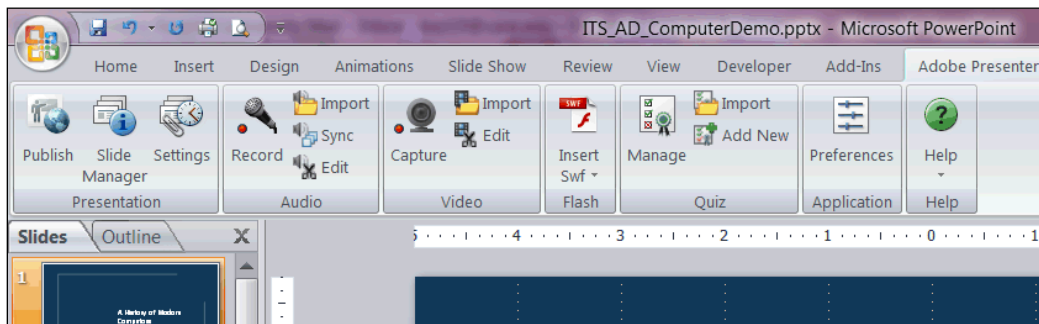 ITS_AD_ComputerDemo.pptx - Microsoft PowerPoint
Home Insert Design Animations Slide Show Review View Developer Add-Ins Adobe Presenter
Publish Slide Manager Settings
Presentation
Record Import
Sync
Edit
Audio
Capture Import
Edit
Video
SWF
Insert Swf
Flash
Manage Import
Add New
Quiz
Preferences
Application
Help
Help
Slides Outline X
5 4 3 2 1 0 1
1
A History of Modern
Computers